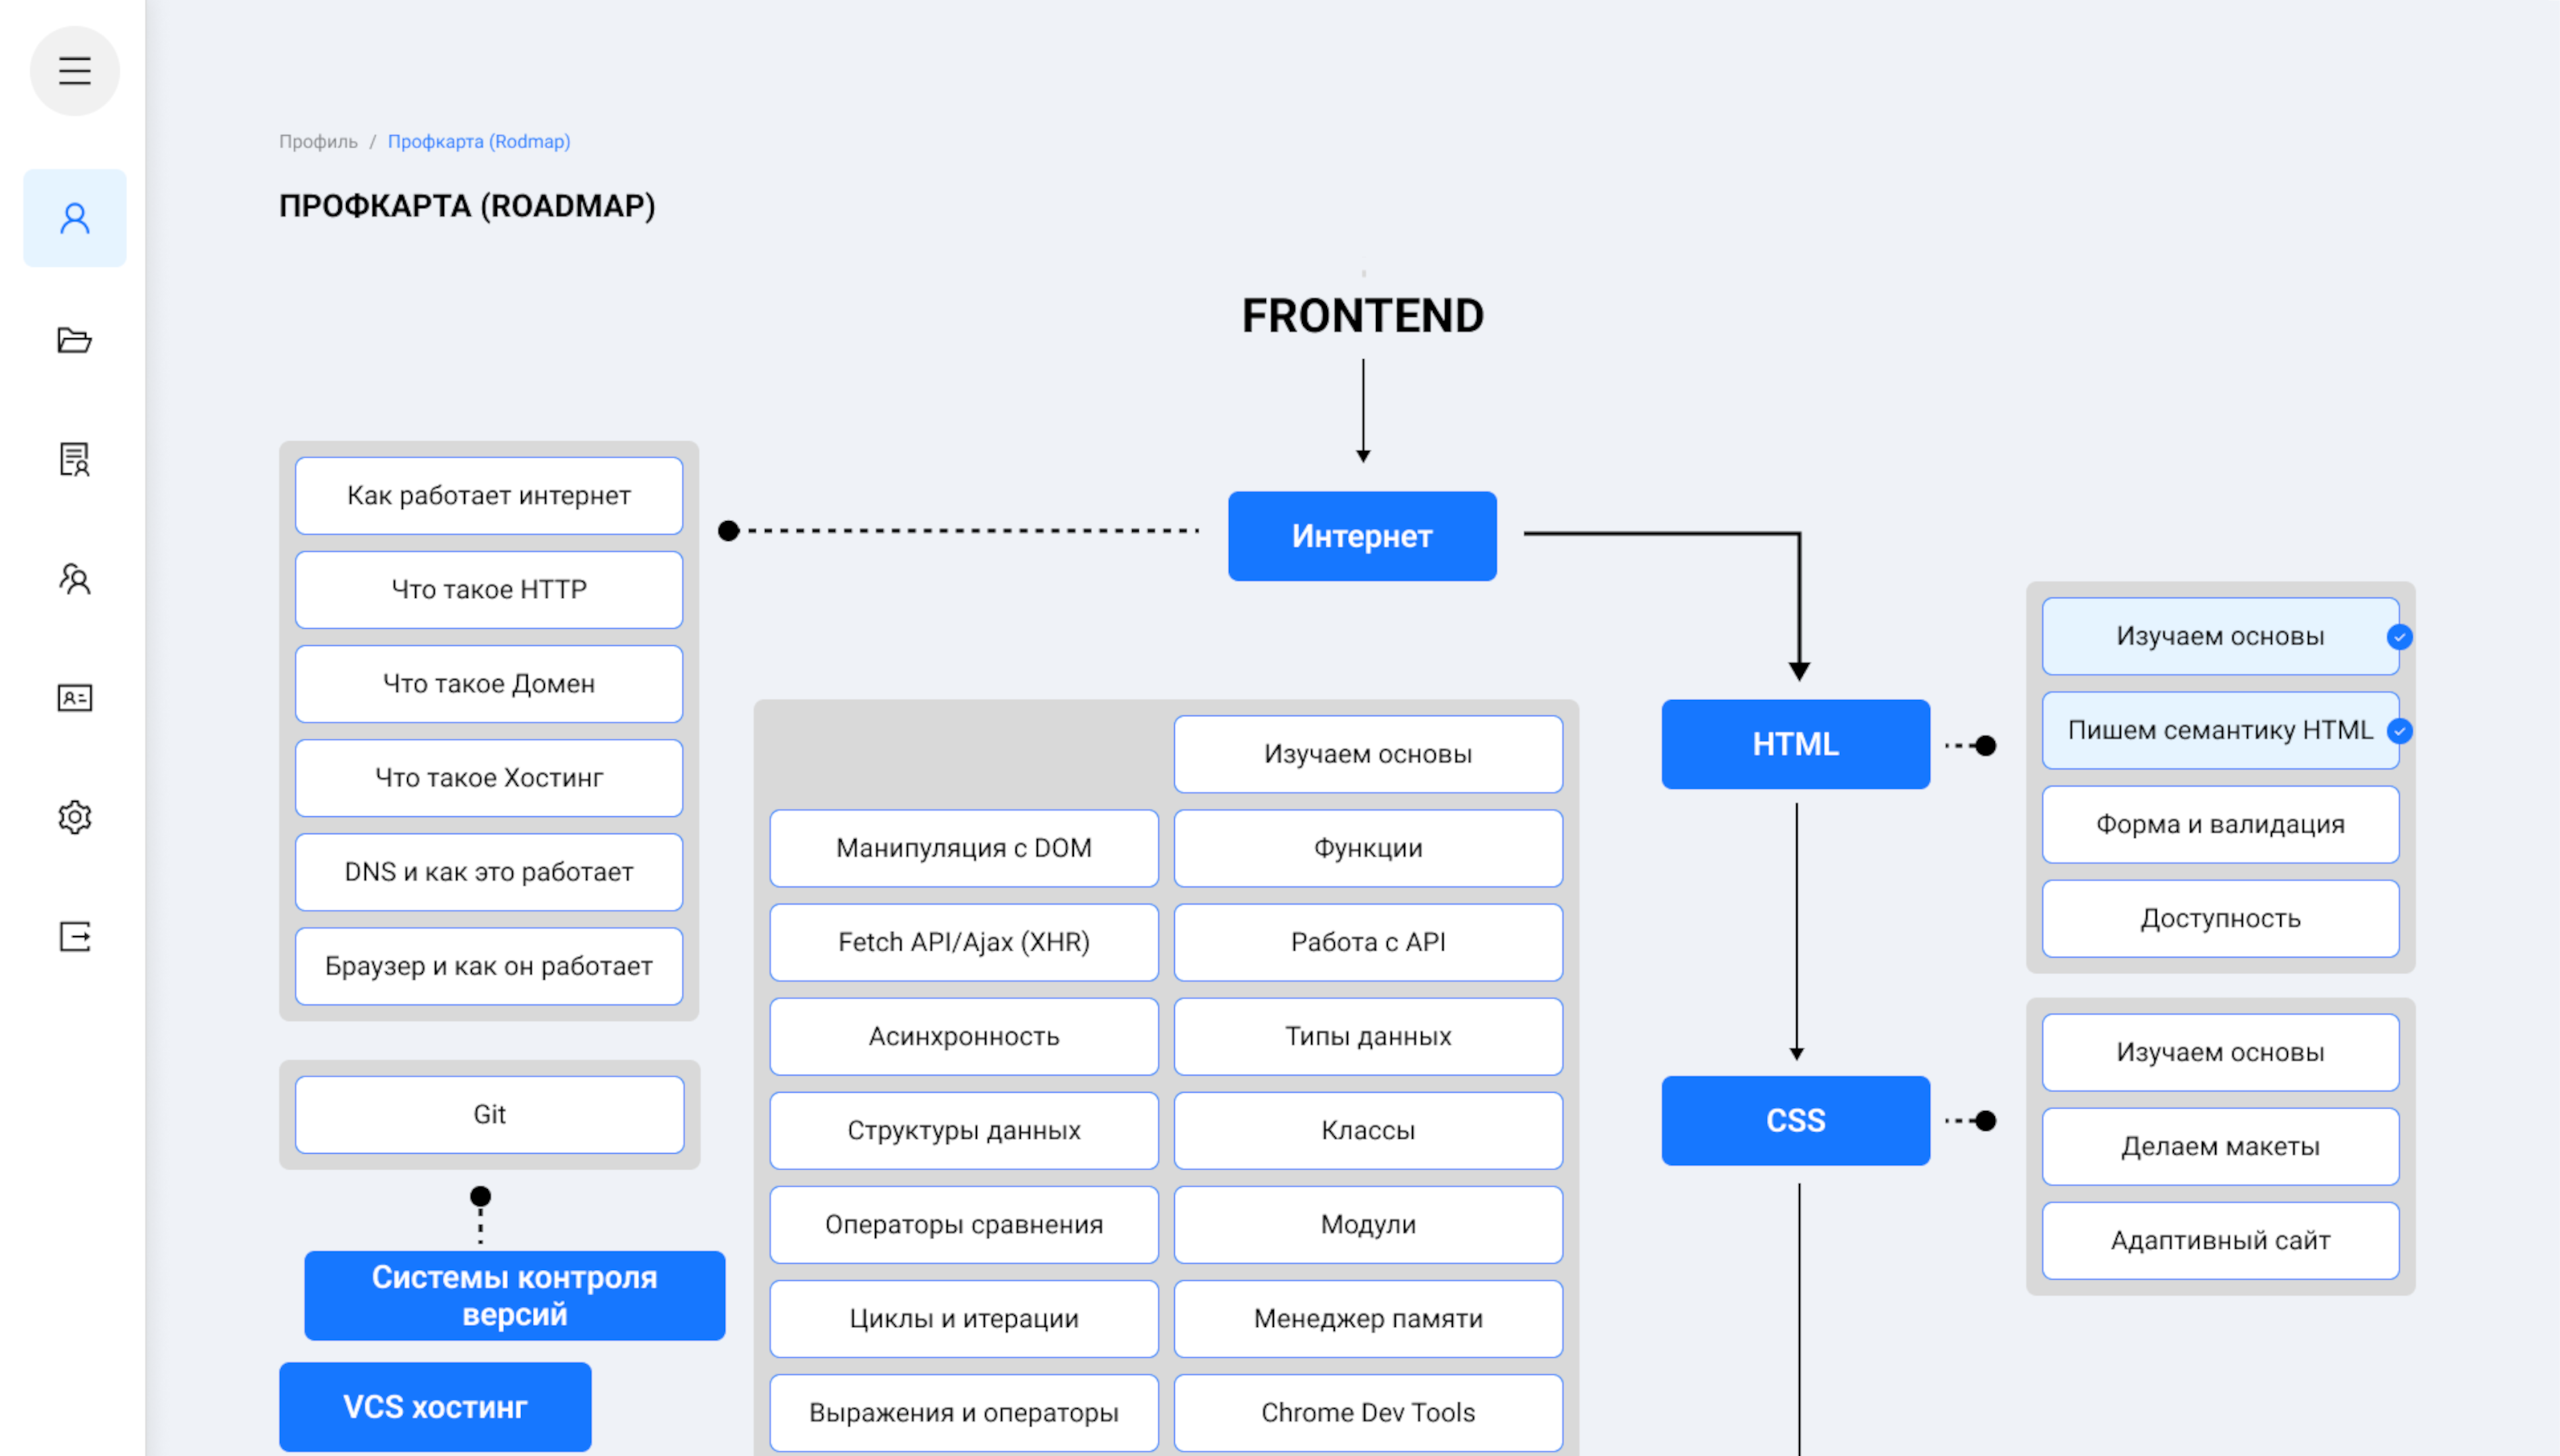 Профиль / Профкарта (Rodmap)
ПРОФКАРТА (ROADMAP)
FRONTEND
Интернет
Как работает интернет
Что такое HTTP
Что такое Домен
Что такое Хостинг
DNS и как это работает
Браузер и как он работает
HTML
Изучаем основы
Пишем семантику HTML
Форма и валидация
Доступность
CSS
Изучаем основы
Делаем макеты
Адаптивный сайт
Изучаем основы
Манипуляция с DOM
Функции
Fetch API/Ajax (XHR)
Работа с API
Асинхронность
Типы данных
Структуры данных
Классы
Операторы сравнения
Модули
Циклы и итерации
Менеджер памяти
Выражения и операторы
Chrome Dev Tools
Git
Системы контроля
версий
VCS хостинг